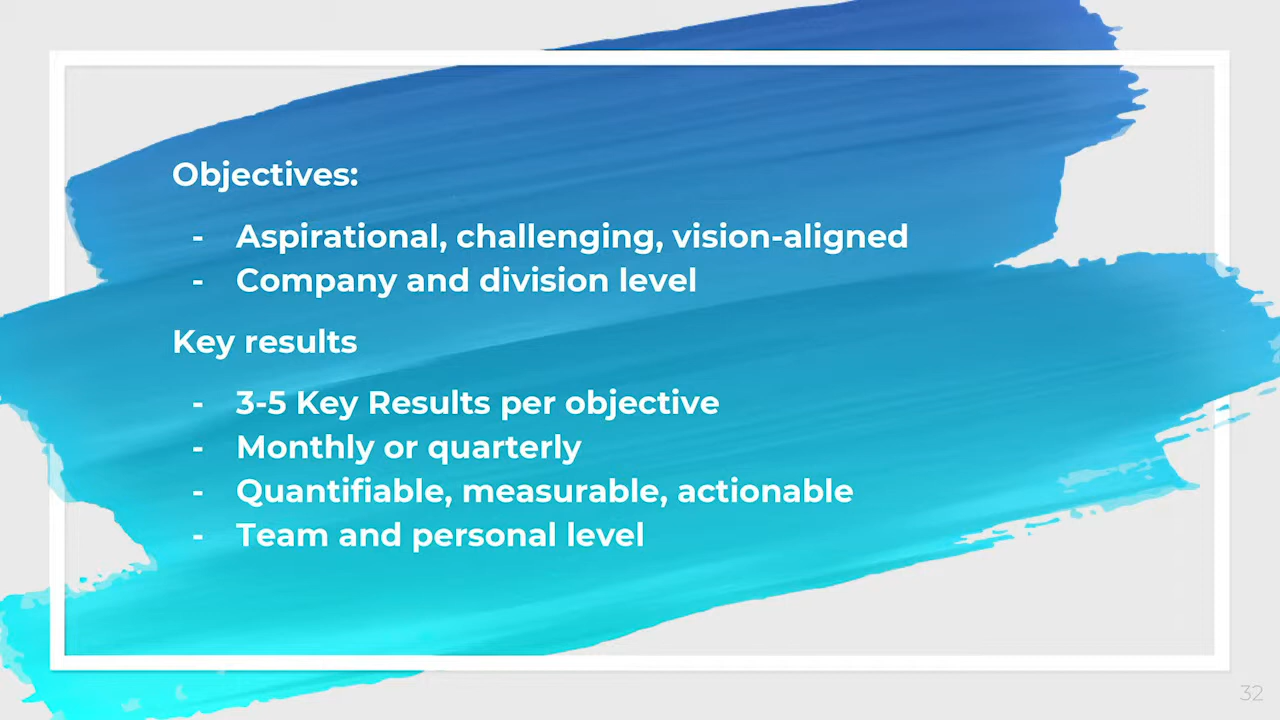 Objectives:
- Aspirational, challenging, vision-aligned
- Company and division level
Key results
- 3-5 Key Results per objective
- Monthly or quarterly
- Quantifiable, measurable, actionable
- Team and personal level
32